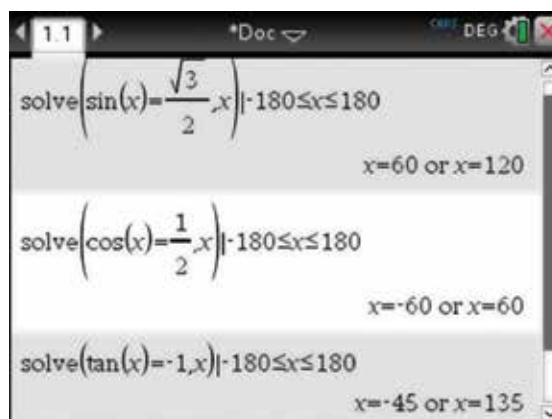 1.1 *Doc CAPS DEG
solve(sin(x)=√3/2,x)|-180≤x≤180
x=60 or x=120
solve(cos(x)=1/2,x)|-180≤x≤180
x=-60 or x=60
solve(tan(x)=-1,x)|-180≤x≤180
x=-45 or x=135